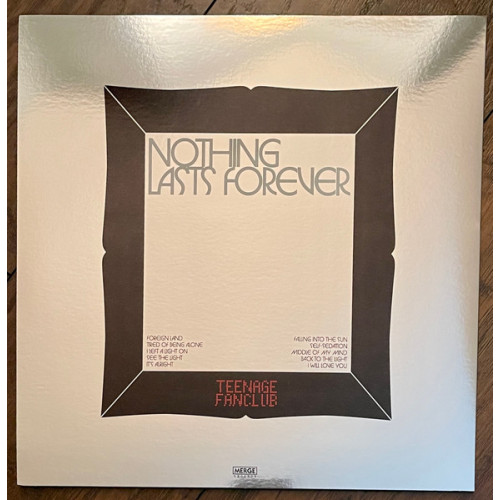 NOTHING
LASTS FOREVER
FOREIGN LAND
TIRED OF BEING ALONE
I LEFT A LIGHT ON
SEE THE LIGHT
IT'S ALRIGHT
FALLING INTO THE SUN
SELF-SEDATION
MIDDLE OF MY MIND
BACK TO THE LIGHT
I WILL LOVE YOU
TEENAGE
FANCLUB
MERGE